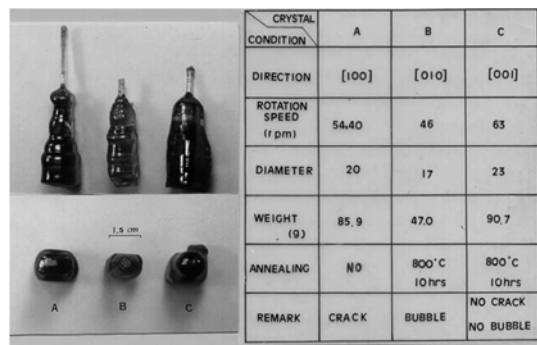 1.5 cm
A B C
CRYSTAL
CONDITION A B C
DIRECTION [100] [010] [001]
ROTATION
SPEED
(rpm) 54~40 46 63
DIAMETER 20 17 23
WEIGHT
(g) 85.9 47.0 90.7
ANNEALING NO 800°C 800°C
10hrs 10hrs
REMARK CRACK BUBBLE NO CRACK
NO BUBBLE